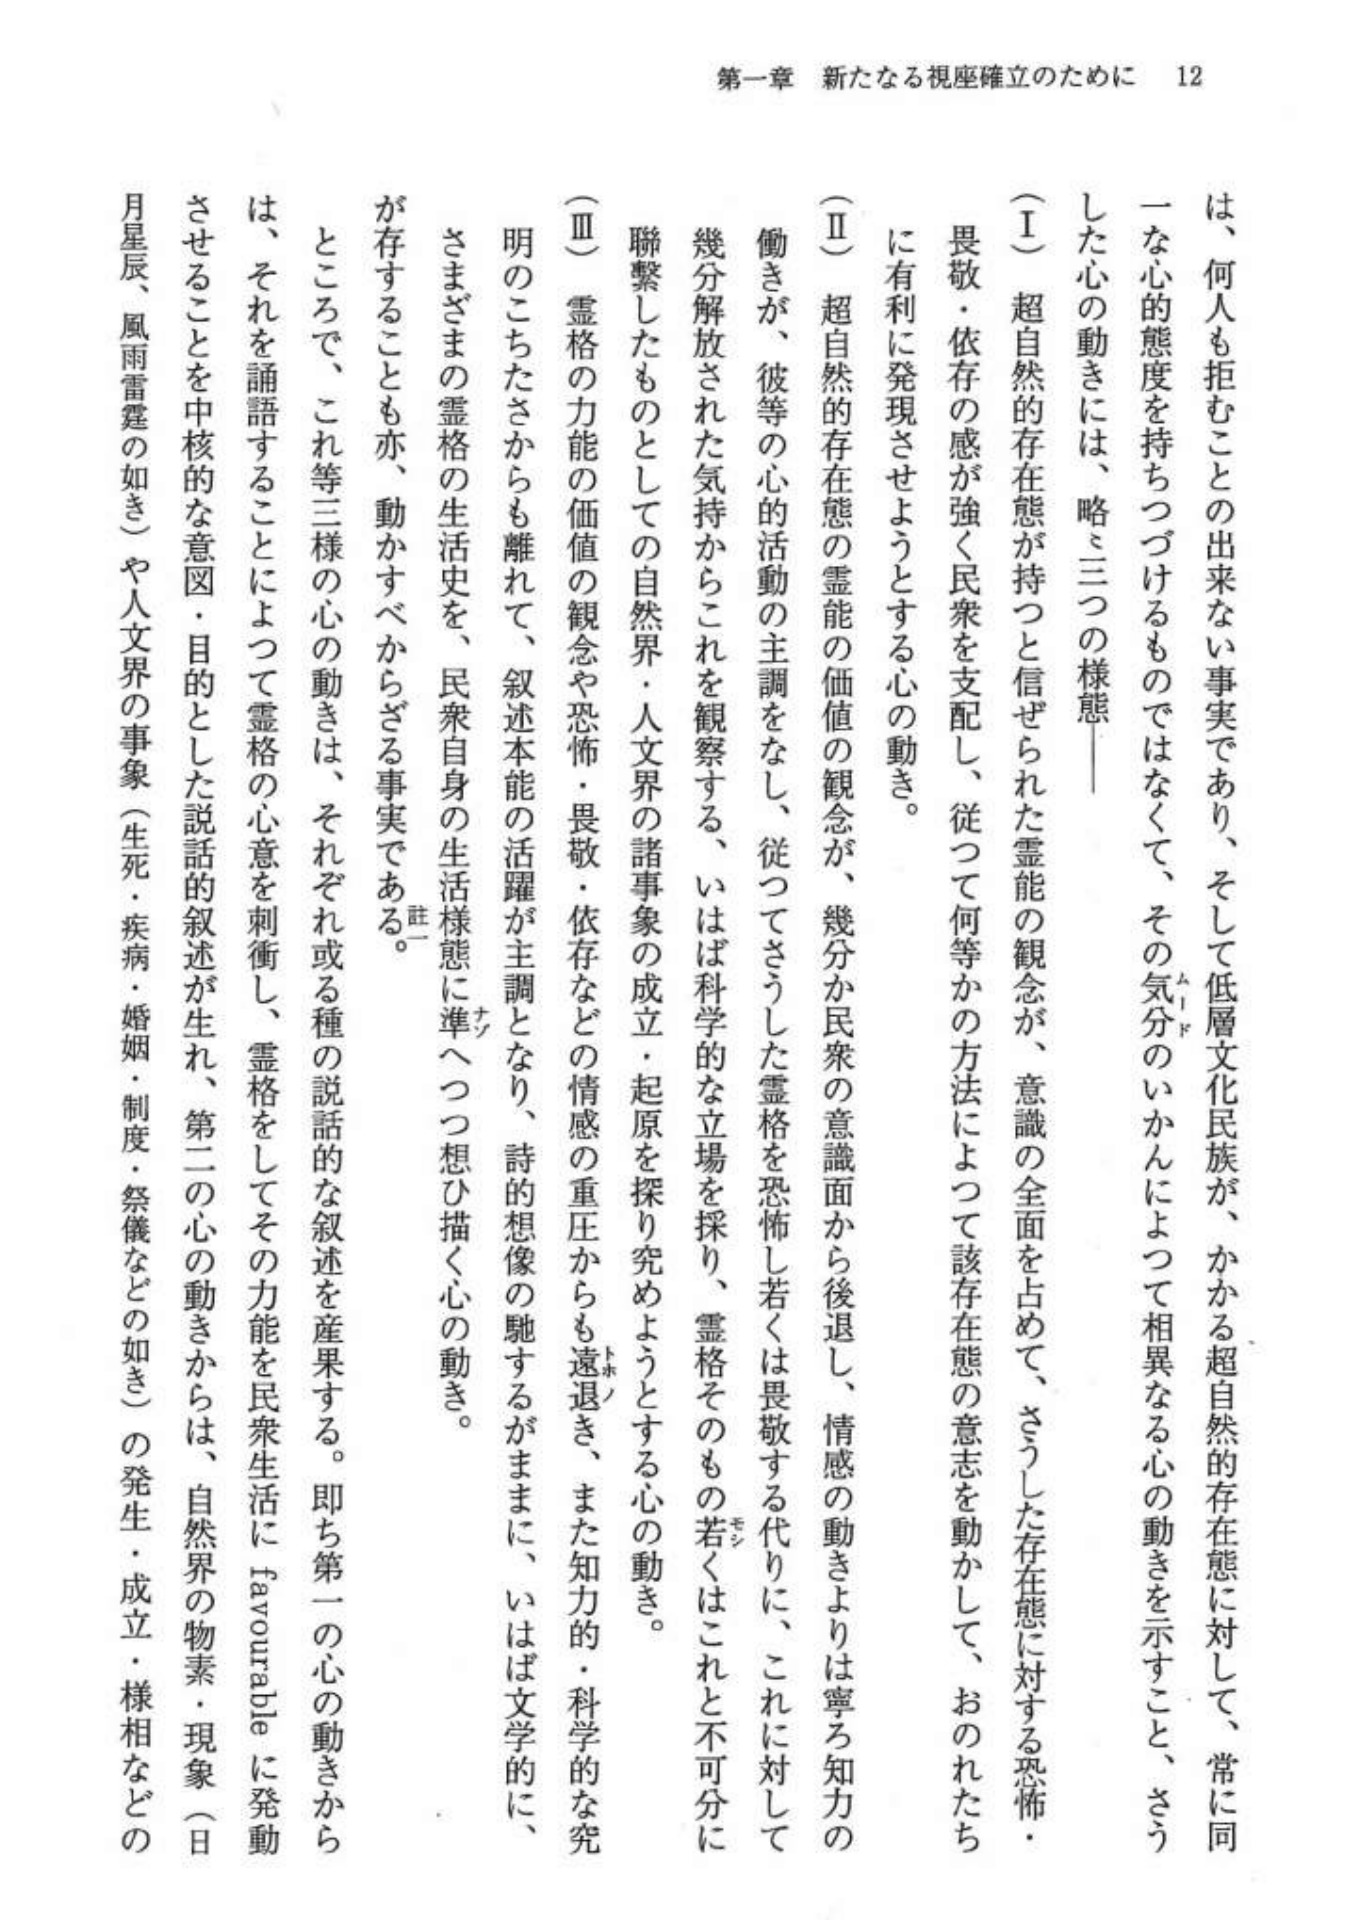 第一章　新たなる視座確立のために　12
は、何人も拒むことの出来ない事実であり、そして低層文化民族が、かかる超自然的存在態に対して、常に同
一な心的態度を持ちつづけるものではなくて、その気分ムードのいかんによつて相異なる心の動きを示すこと、さう
した心の動きには、略〻三つの様態――
（Ⅰ）　超自然的存在態が持つと信ぜられた霊能の観念が、意識の全面を占めて、さうした存在態に対する恐怖・
畏敬・依存の感が強く民衆を支配し、従つて何等かの方法によつて該存在態の意志を動かして、おのれたち
に有利に発現させようとする心の動き。
（Ⅱ）　超自然的存在態の霊能の価値の観念が、幾分か民衆の意識面から後退し、情感の動きよりは寧ろ知力の
働きが、彼等の心的活動の主調をなし、従つてさうした霊格を恐怖し若くは畏敬する代りに、これに対して
幾分解放された気持からこれを観察する、いはば科学的な立場を採り、霊格そのもの若モシくはこれと不可分に
聯繋したものとしての自然界・人文界の諸事象の成立・起原を探り究めようとする心の動き。
（Ⅲ）　霊格の力能の価値の観念や恐怖・畏敬・依存などの情感の重圧からも遠退トホノき、また知力的・科学的な究
明のこちたさからも離れて、叙述本能の活躍が主調となり、詩的想像の馳するがままに、いはば文学的に、
さまざまの霊格の生活史を、民衆自身の生活様態に準ナゾへつつ想ひ描く心の動き。
が存することも亦、動かすべからざる事実である。註一
ところで、これ等三様の心の動きは、それぞれ或る種の説話的な叙述を産果する。即ち第一の心の動きから
は、それを誦語することによつて霊格の心意を刺衝し、霊格をしてその力能を民衆生活に favourable に発動
させることを中核的な意図・目的とした説話的叙述が生れ、第二の心の動きからは、自然界の物素・現象（日
月星辰、風雨雷霆の如き）や人文界の事象（生死・疾病・婚姻・制度・祭儀などの如き）の発生・成立・様相などの